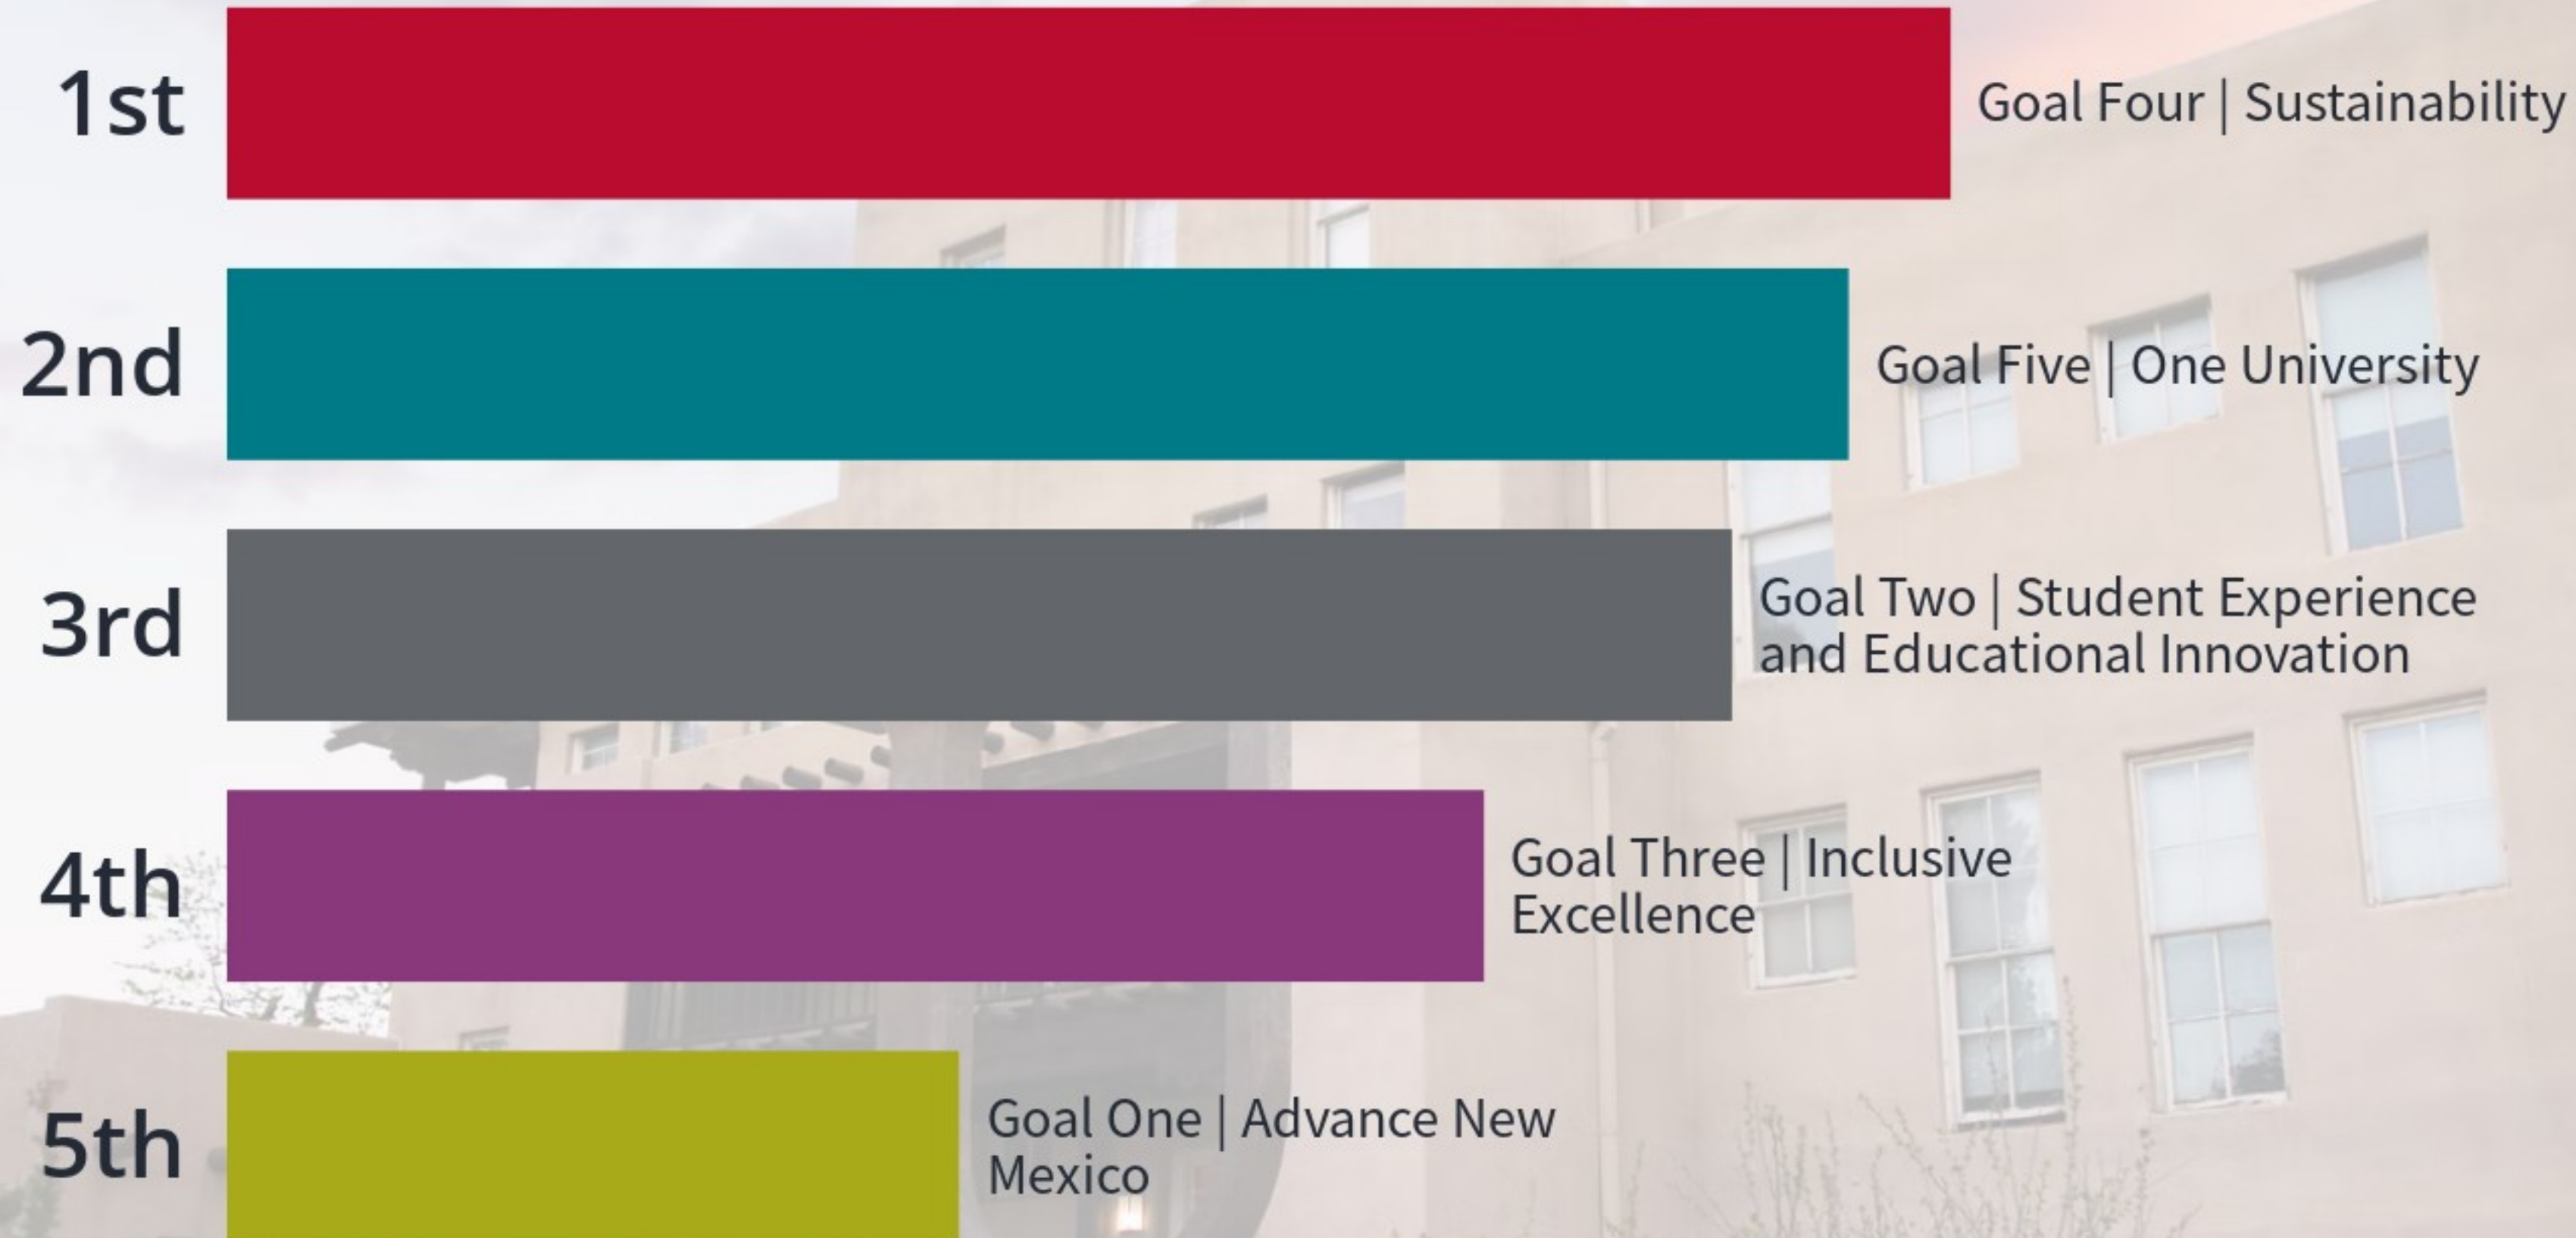 1st
Goal Four | Sustainability
2nd
Goal Five | One University
3rd
Goal Two | Student Experience
and Educational Innovation
4th
Goal Three | Inclusive
Excellence
5th
Goal One | Advance New
Mexico